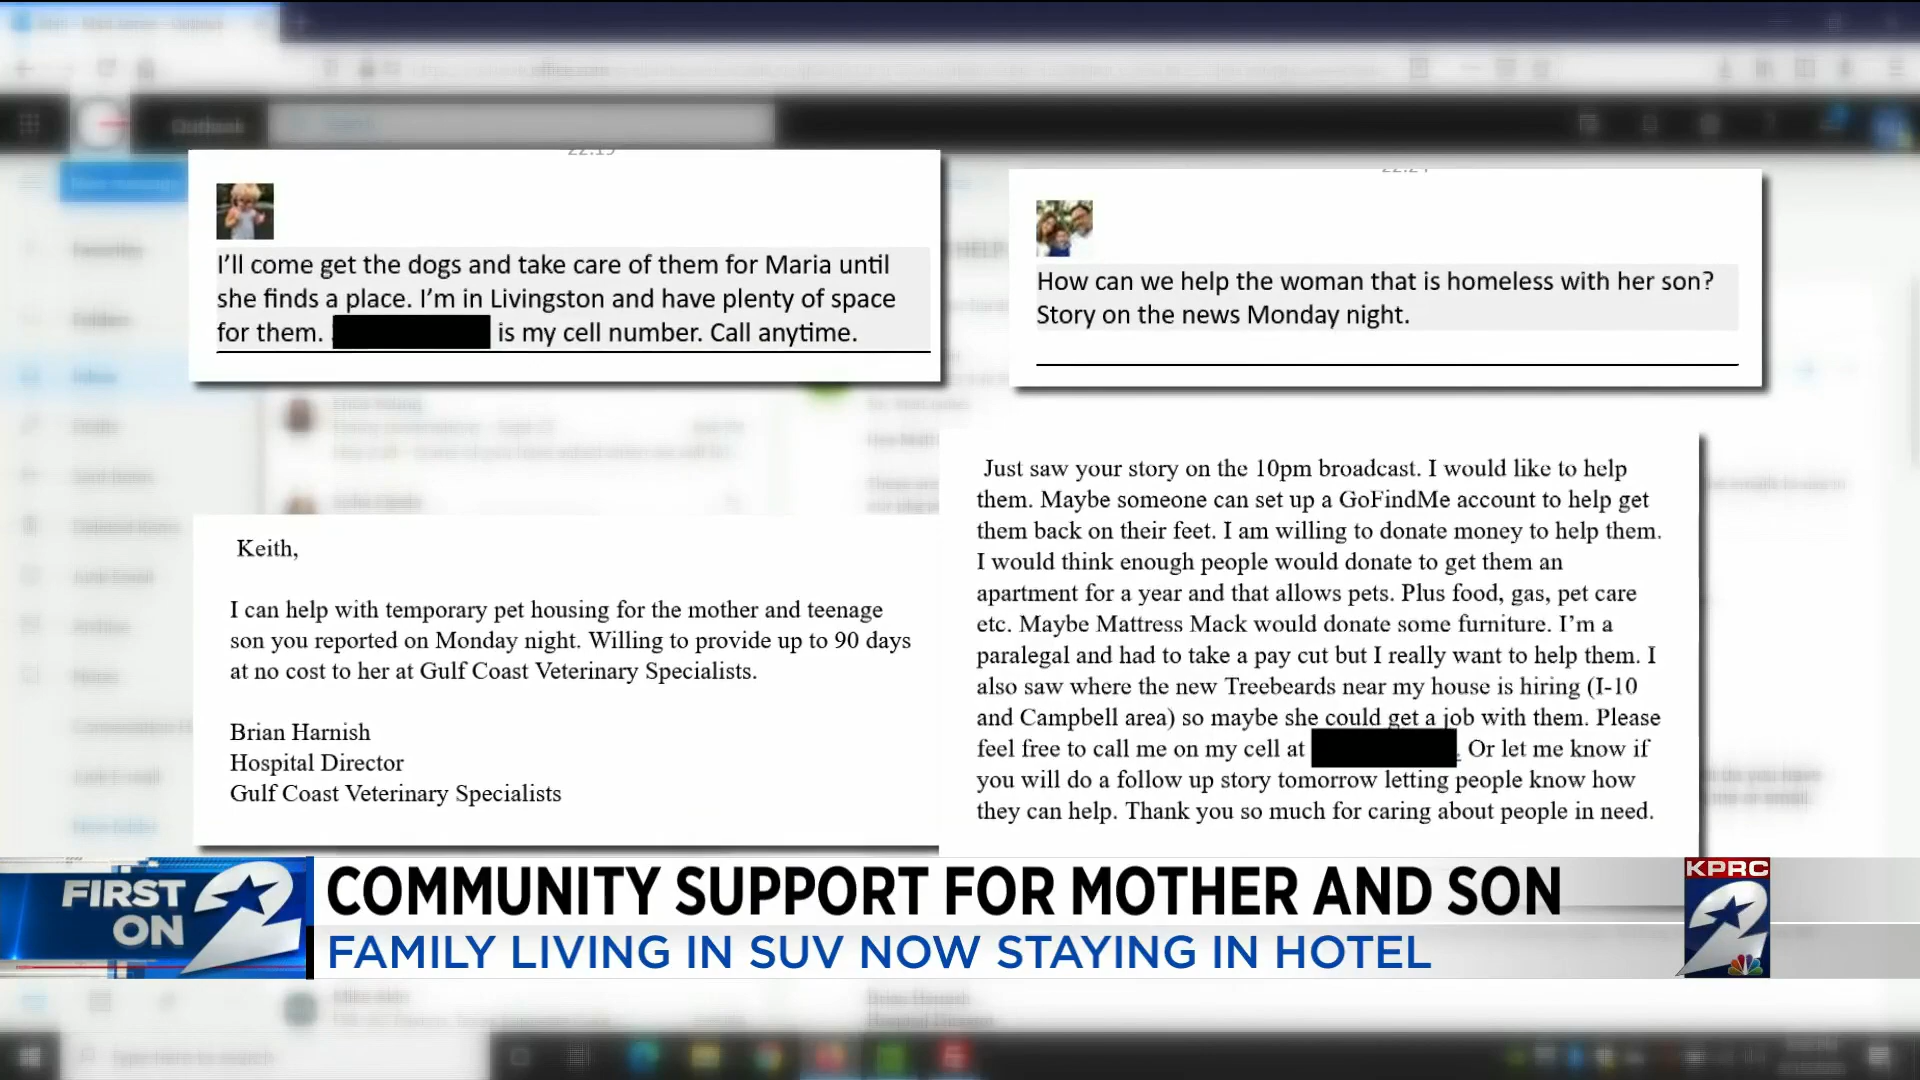 Outlook
I'll come get the dogs and take care of them for Maria until
she finds a place. I'm in Livingston and have plenty of space
for them. is my cell number. Call anytime.
How can we help the woman that is homeless with her son?
Story on the news Monday night.
Keith,
I can help with temporary pet housing for the mother and teenage
son you reported on Monday night. Willing to provide up to 90 days
at no cost to her at Gulf Coast Veterinary Specialists.
Brian Harnish
Hospital Director
Gulf Coast Veterinary Specialists
Just saw your story on the 10pm broadcast. I would like to help
them. Maybe someone can set up a GoFindMe account to help get
them back on their feet. I am willing to donate money to help them.
I would think enough people would donate to get them an
apartment for a year and that allows pets. Plus food, gas, pet care
etc. Maybe Mattress Mack would donate some furniture. I'm a
paralegal and had to take a pay cut but I really want to help them. I
also saw where the new Treebeards near my house is hiring (I-10
and Campbell area) so maybe she could get a job with them. Please
feel free to call me on my cell at . Or let me know if
you will do a follow up story tomorrow letting people know how
they can help. Thank you so much for caring about people in need.
FIRST
ON 2
COMMUNITY SUPPORT FOR MOTHER AND SON
FAMILY LIVING IN SUV NOW STAYING IN HOTEL
KPRC
2